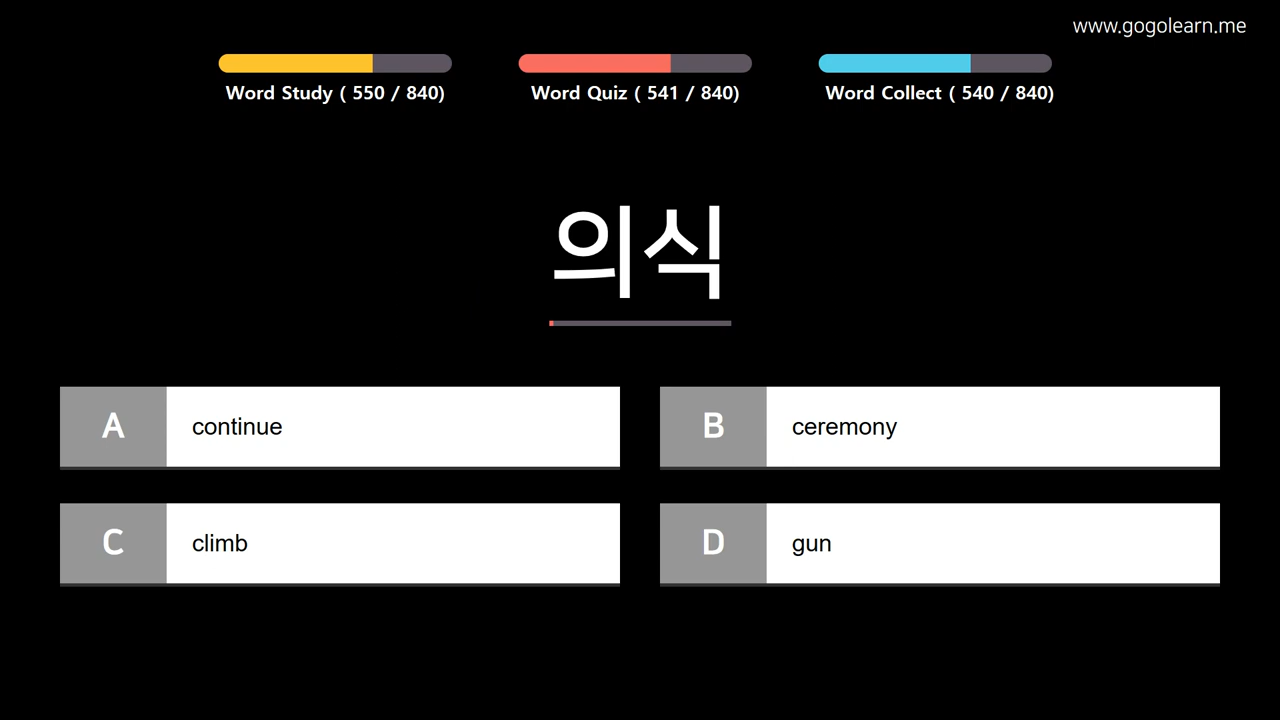 www.gogolearn.me
Word Study ( 550 / 840)
Word Quiz ( 541 / 840)
Word Collect ( 540 / 840)
의식
A continue
B ceremony
C climb
D gun